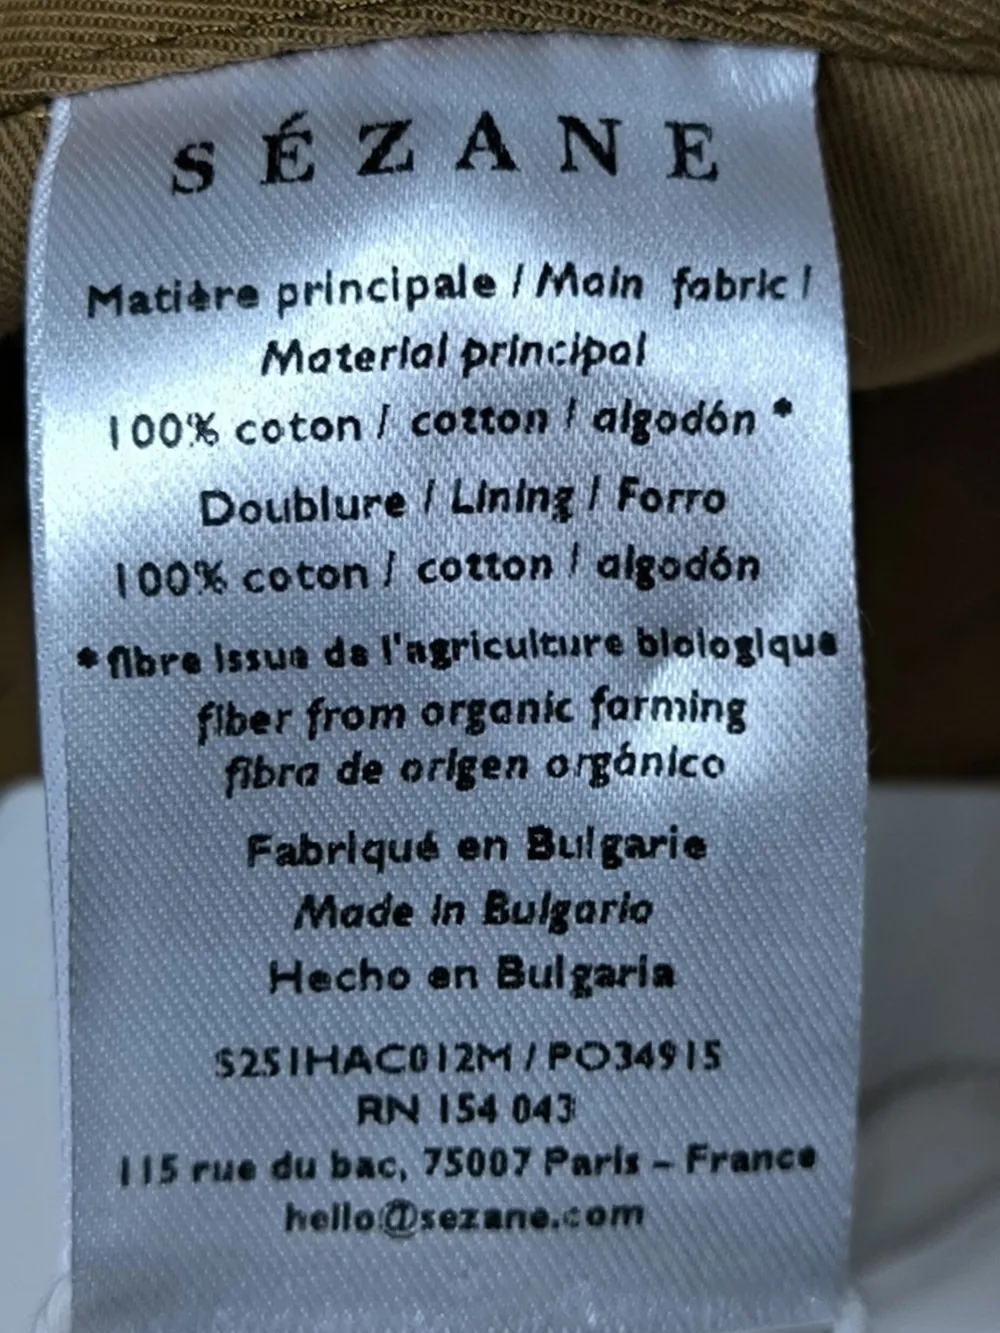 SÉZANE
Matière principale / Main fabric /
Material principal
100% coton / cotton / algodón *
Doublure / Lining / Forro
100% coton / cotton / algodón
*fibre issue de l'agriculture biologique
fiber from organic farming
fibra de origen orgánico
Fabriqué en Bulgarie
Made in Bulgaria
Hecho en Bulgaria
S251HAC012M / PO34915
RN 154 043
115 rue du bac, 75007 Paris – France
hello@sezane.com